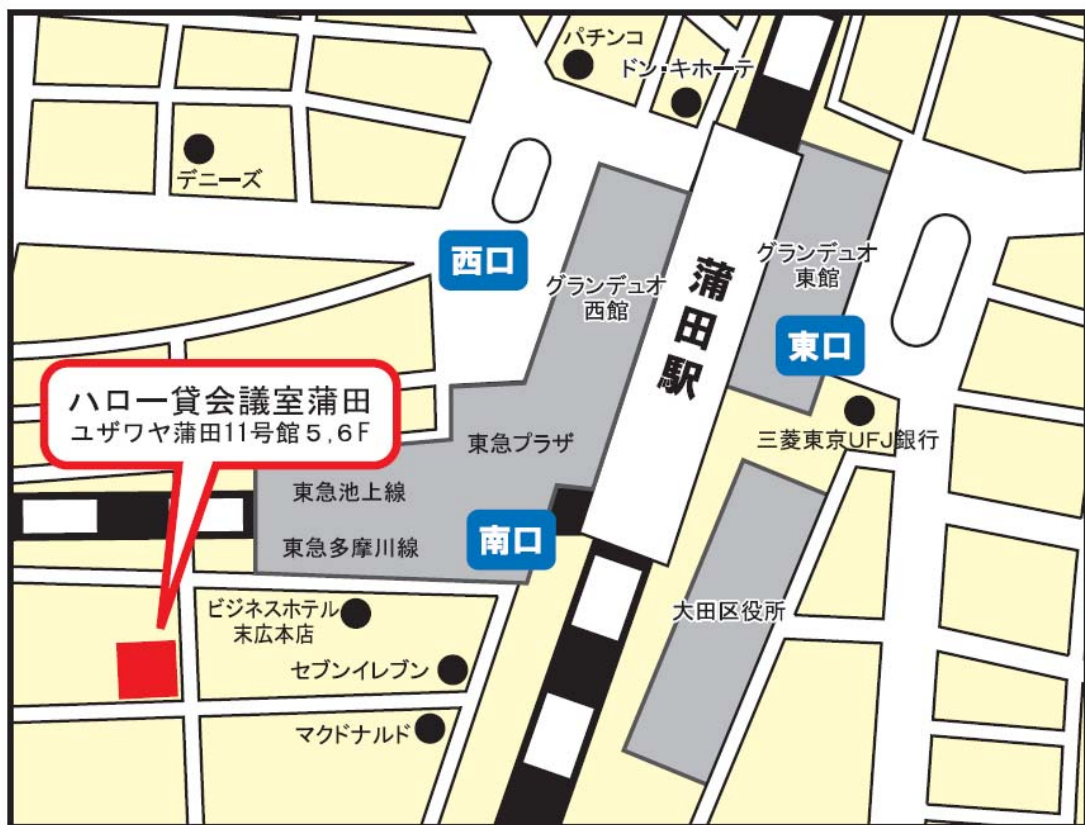 パチンコ
ドン・キホーテ
デニーズ
西口
グランデュオ
西館
蒲田駅
グランデュオ
東館
東口
ハロー貸会議室蒲田
ユザワヤ蒲田11号館5,6F
東急プラザ
三菱東京UFJ銀行
東急池上線
東急多摩川線
南口
大田区役所
ビジネスホテル
末広本店
セブンイレブン
マクドナルド